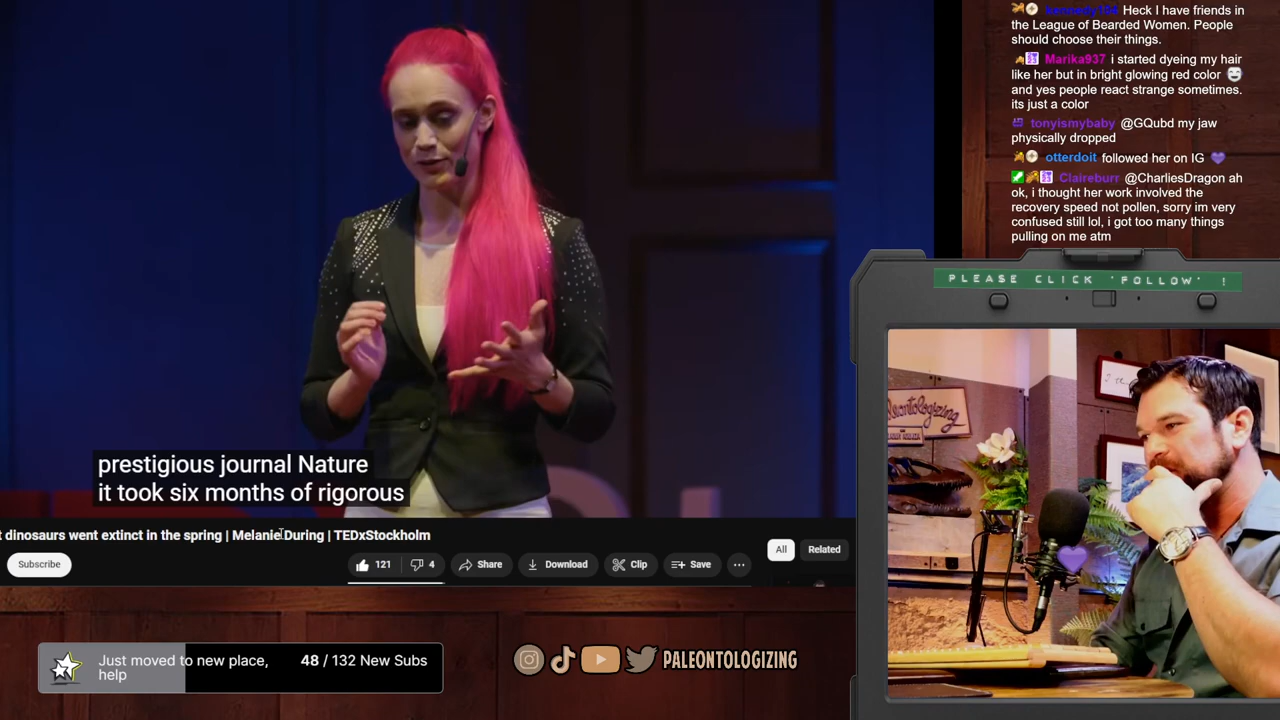 Heck I have friends in
the League of Bearded Women. People
should choose their things.
Marika937 i started dyeing my hair
like her but in bright glowing red color
and yes people react strange sometimes.
its just a color
tonyismybaby @GQubd my jaw
physically dropped
otterdoit followed her on IG
Claireburr @CharliesDragon ah
ok, i thought her work involved the
recovery speed not pollen, sorry im very
confused still lol, i got too many things
pulling on me atm
PLEASE CLICK 'FOLLOW' !
prestigious journal Nature
it took six months of rigorous
dinosaurs went extinct in the spring | Melanie During | TEDxStockholm
Subscribe
121
4
Share
Download
Clip
Save
...
All
Related
Just moved to new place,
help
48 / 132 New Subs
PALEONTOLOGIZING